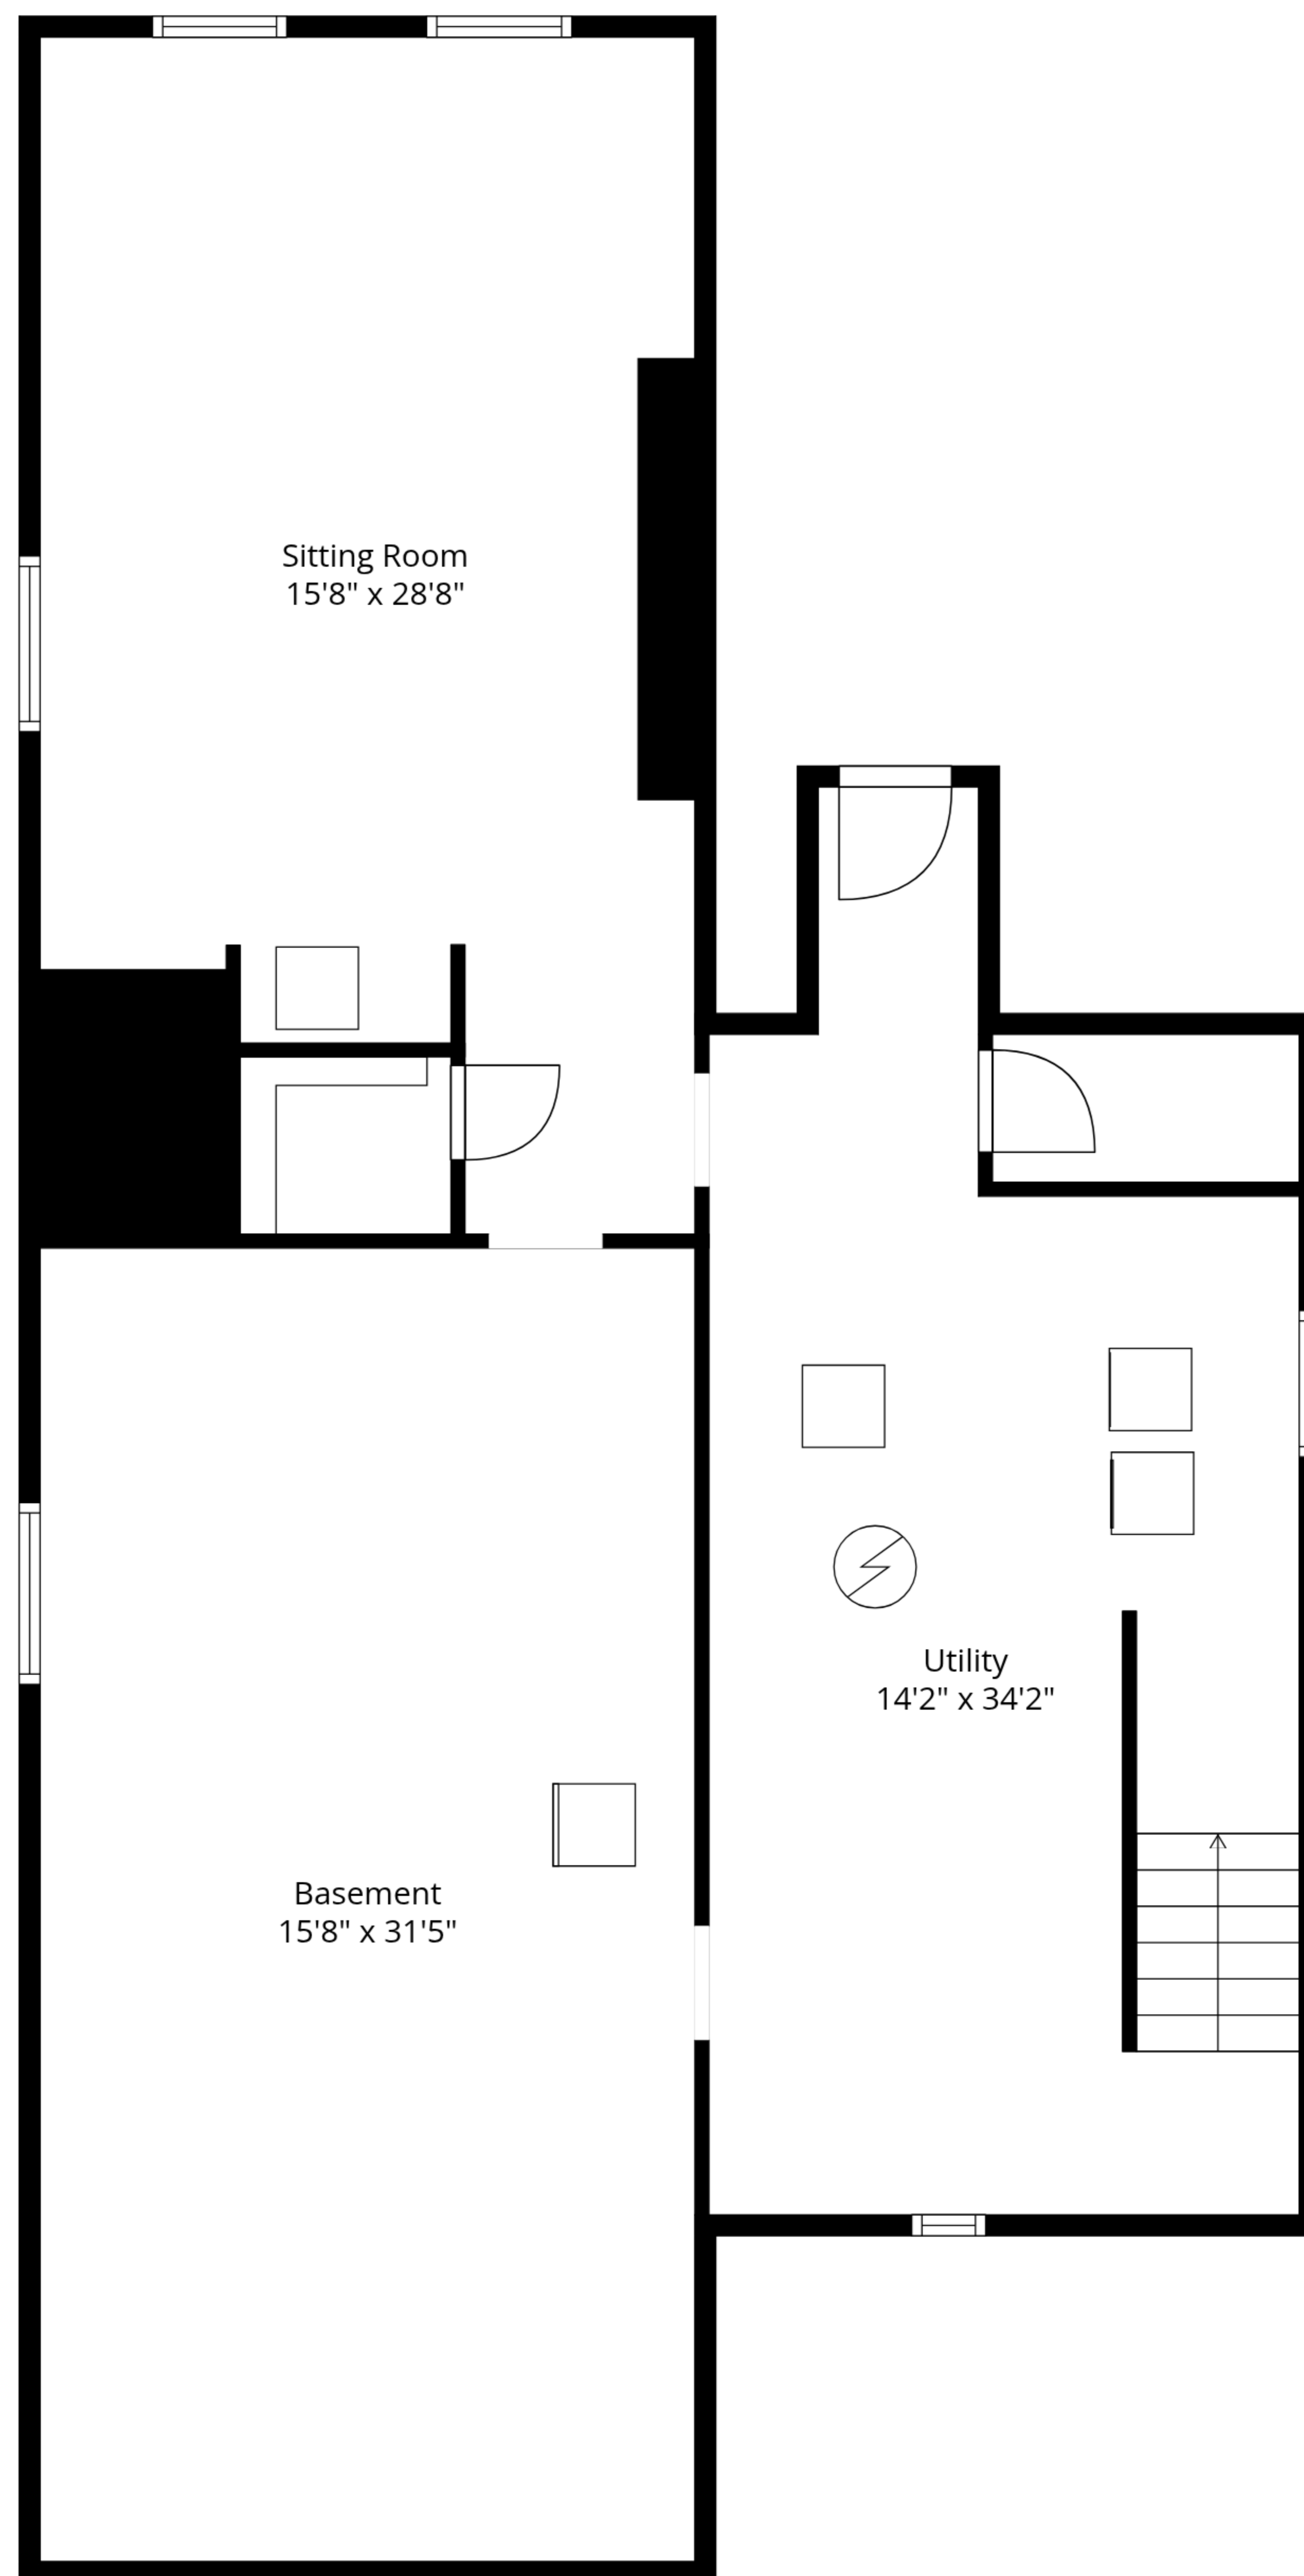 Sitting Room
15'8" x 28'8"
Utility
14'2" x 34'2"
Basement
15'8" x 31'5"